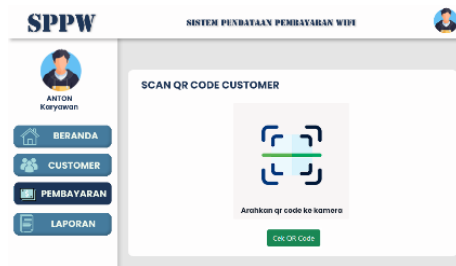 SPPW
SISTEM PENDATAAN PEMBAYARAN WIFI
ANTON
Karyawan
BERANDA
CUSTOMER
PEMBAYARAN
LAPORAN
SCAN QR CODE CUSTOMER
Arahkan qr code ke kamera
Cek QR Code